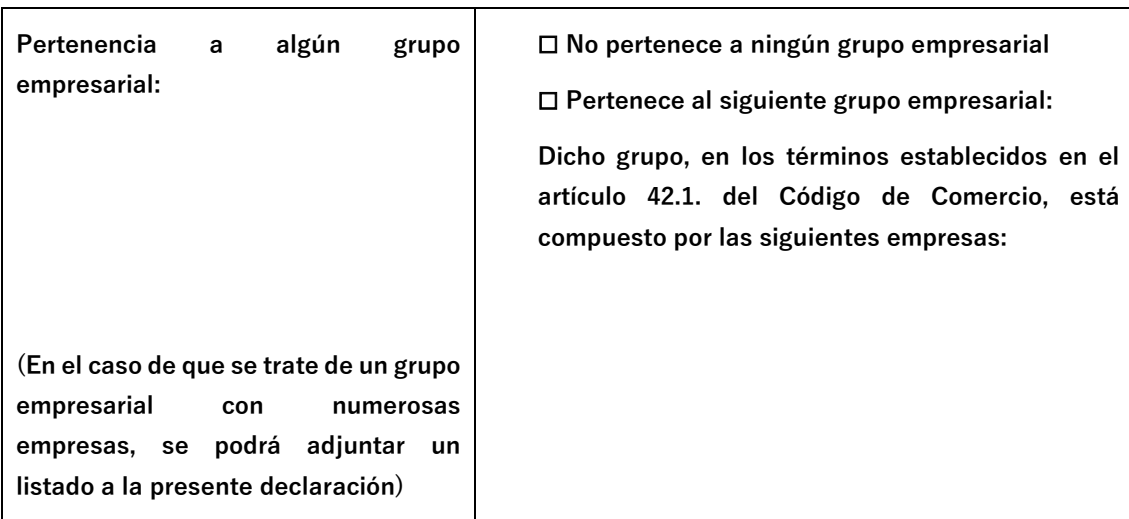 Pertenencia a algún grupo
empresarial:
(En el caso de que se trate de un grupo
empresarial con numerosas
empresas, se podrá adjuntar un
listado a la presente declaración)
☐ No pertenece a ningún grupo empresarial
☐ Pertenece al siguiente grupo empresarial:
Dicho grupo, en los términos establecidos en el
artículo 42.1. del Código de Comercio, está
compuesto por las siguientes empresas: